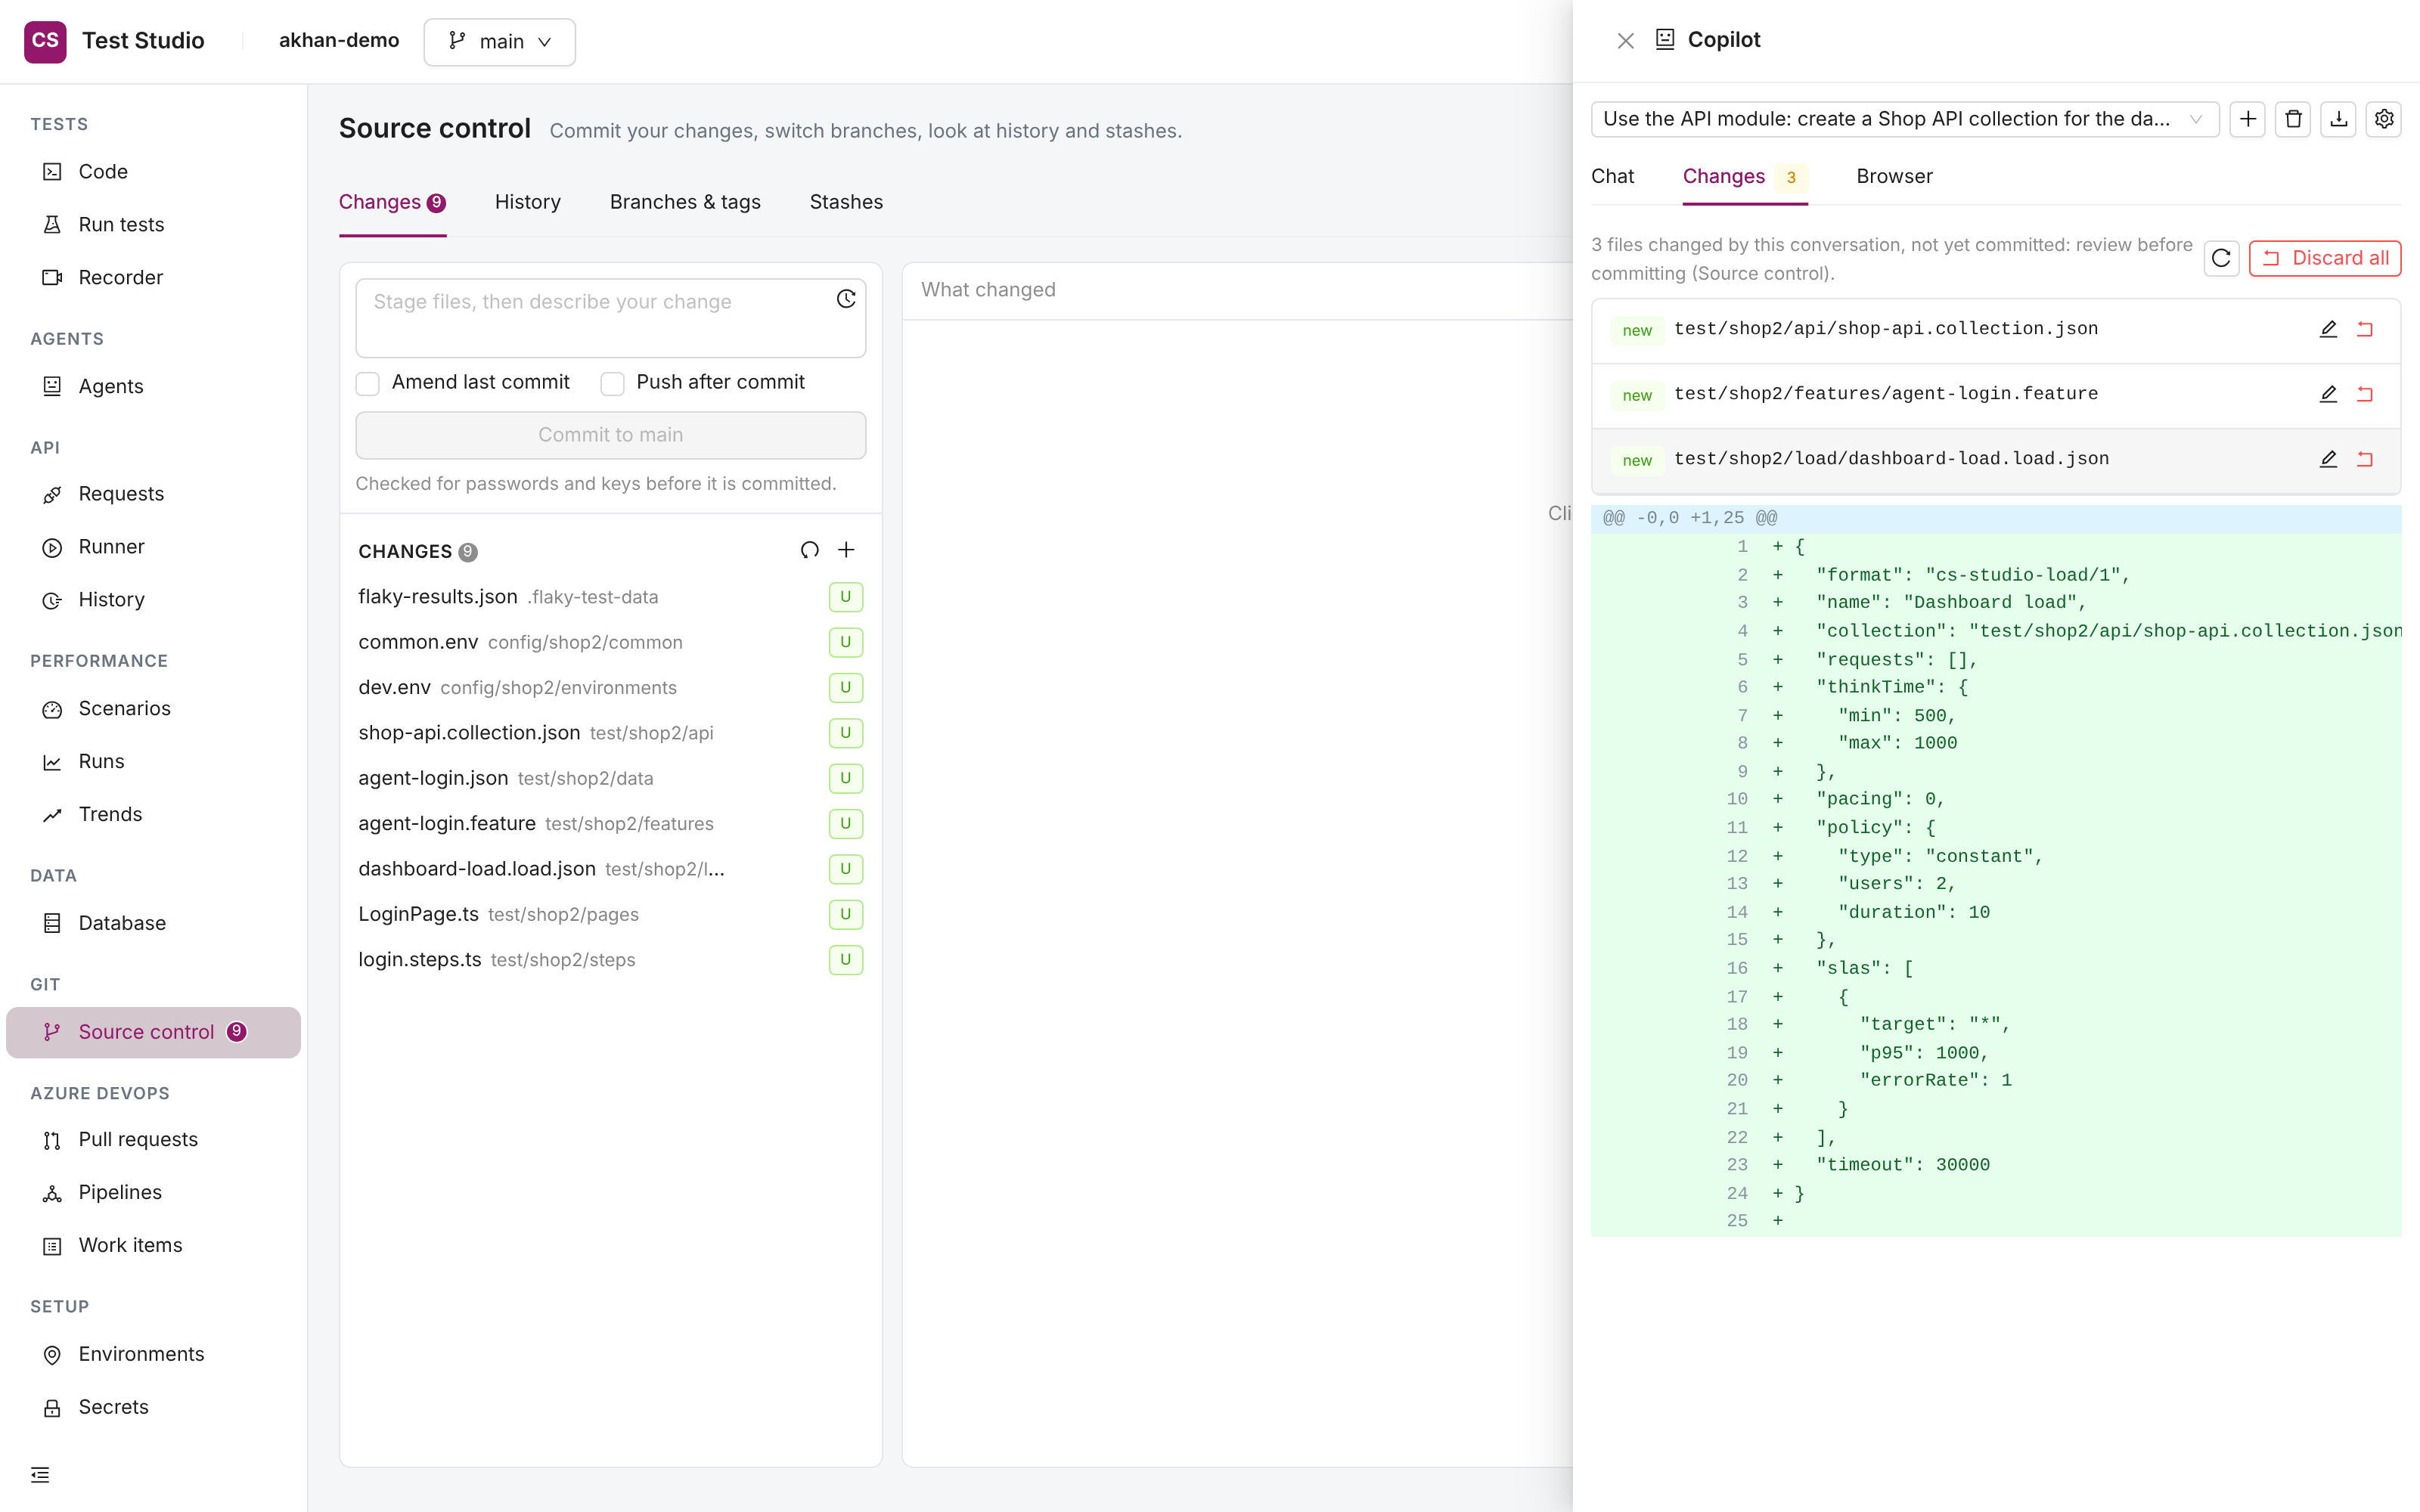 CS Test Studio akhan-demo main
TESTS
Code
Run tests
Recorder
AGENTS
Agents
API
Requests
Runner
History
PERFORMANCE
Scenarios
Runs
Trends
DATA
Database
GIT
Source control 9
AZURE DEVOPS
Pull requests
Pipelines
Work items
SETUP
Environments
Secrets
Source control Commit your changes, switch branches, look at history and stashes.
Changes 9 History Branches & tags Stashes
Stage files, then describe your change
Amend last commit Push after commit
Commit to main
Checked for passwords and keys before it is committed.
CHANGES 9
flaky-results.json .flaky-test-data U
common.env config/shop2/common U
dev.env config/shop2/environments U
shop-api.collection.json test/shop2/api U
agent-login.json test/shop2/data U
agent-login.feature test/shop2/features U
dashboard-load.load.json test/shop2/l... U
LoginPage.ts test/shop2/pages U
login.steps.ts test/shop2/steps U
What changed
Cli
Copilot
Use the API module: create a Shop API collection for the da...
Chat Changes 3 Browser
3 files changed by this conversation, not yet committed: review before
committing (Source control).
Discard all
new test/shop2/api/shop-api.collection.json
new test/shop2/features/agent-login.feature
new test/shop2/load/dashboard-load.load.json
@@ -0,0 +1,25 @@
1 + {
2 + "format": "cs-studio-load/1",
3 + "name": "Dashboard load",
4 + "collection": "test/shop2/api/shop-api.collection.json
5 + "requests": [],
6 + "thinkTime": {
7 + "min": 500,
8 + "max": 1000
9 + },
10 + "pacing": 0,
11 + "policy": {
12 + "type": "constant",
13 + "users": 2,
14 + "duration": 10
15 + },
16 + "slas": [
17 + {
18 + "target": "*",
19 + "p95": 1000,
20 + "errorRate": 1
21 + }
22 + ],
23 + "timeout": 30000
24 + }
25 +